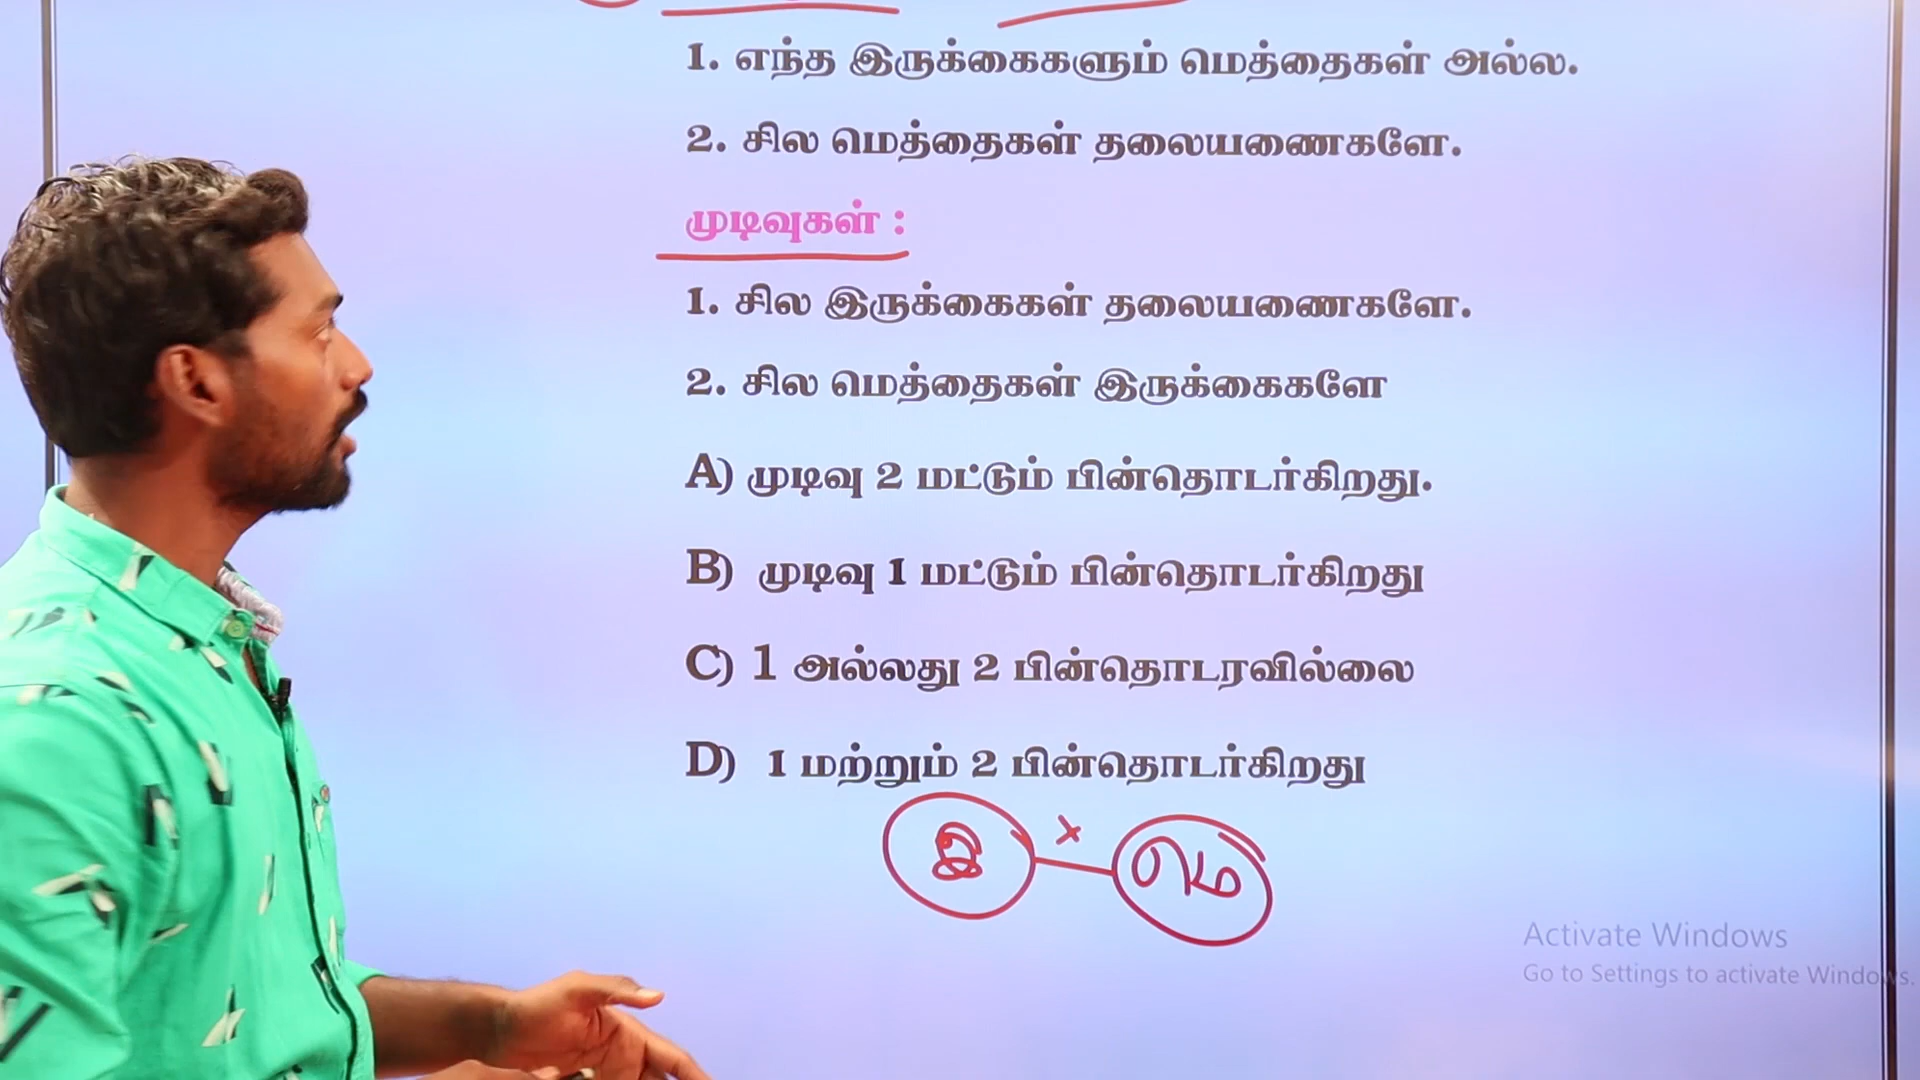 1. எந்த இருக்கைகளும் மெத்தைகள் அல்ல.
2. சில மெத்தைகள் தலையணைகளே.
முடிவுகள் :
1. சில இருக்கைகள் தலையணைகளே.
2. சில மெத்தைகள் இருக்கைகளே
A) முடிவு 2 மட்டும் பின்தொடர்கிறது.
B) முடிவு 1 மட்டும் பின்தொடர்கிறது
C) 1 அல்லது 2 பின்தொடரவில்லை
D) 1 மற்றும் 2 பின்தொடர்கிறது
இ x மெ
Activate Windows
Go to Settings to activate Windows.